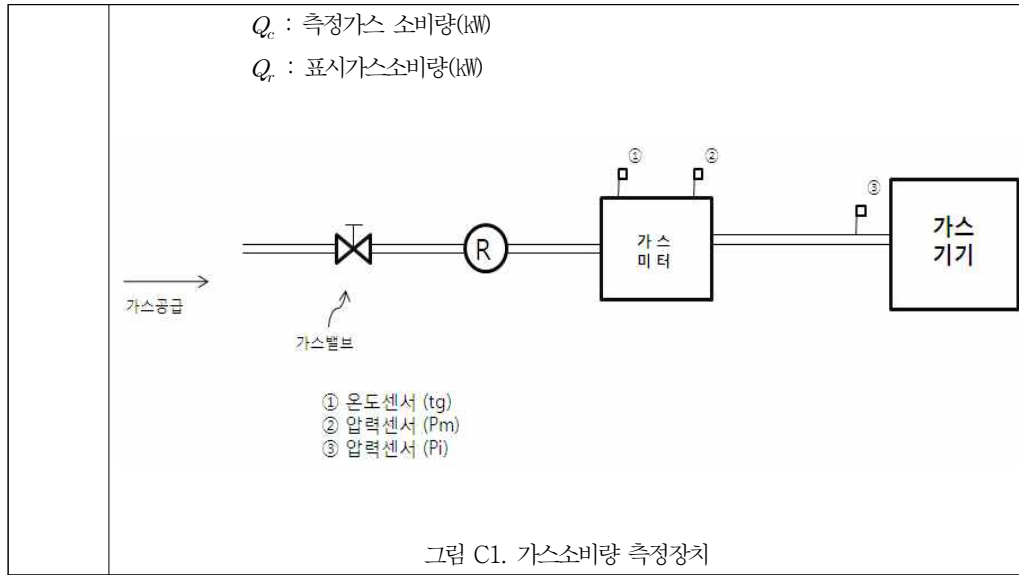 Q_c : 측정가스 소비량(kW)
Q_r : 표시가스소비량(kW)
① ②
③
가스
미터
가스
기기
R
가스공급
가스밸브
① 온도센서 (tg)
② 압력센서 (Pm)
③ 압력센서 (Pi)
그림 C1. 가스소비량 측정장치